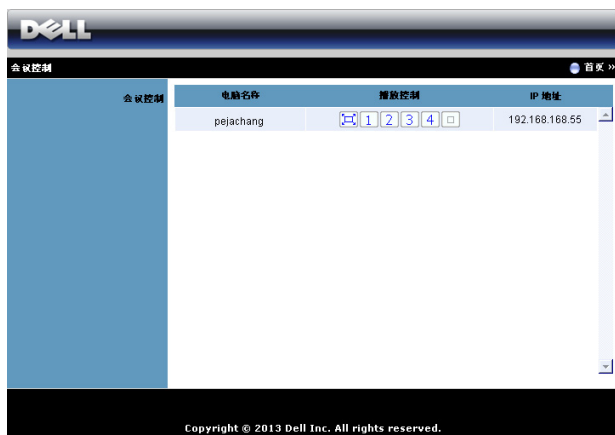 DELL
会议控制
首页 »
会议控制
电脑名称 播放控制 IP 地址
pejachang 1 2 3 4 192.168.168.55
Copyright © 2013 Dell Inc. All rights reserved.